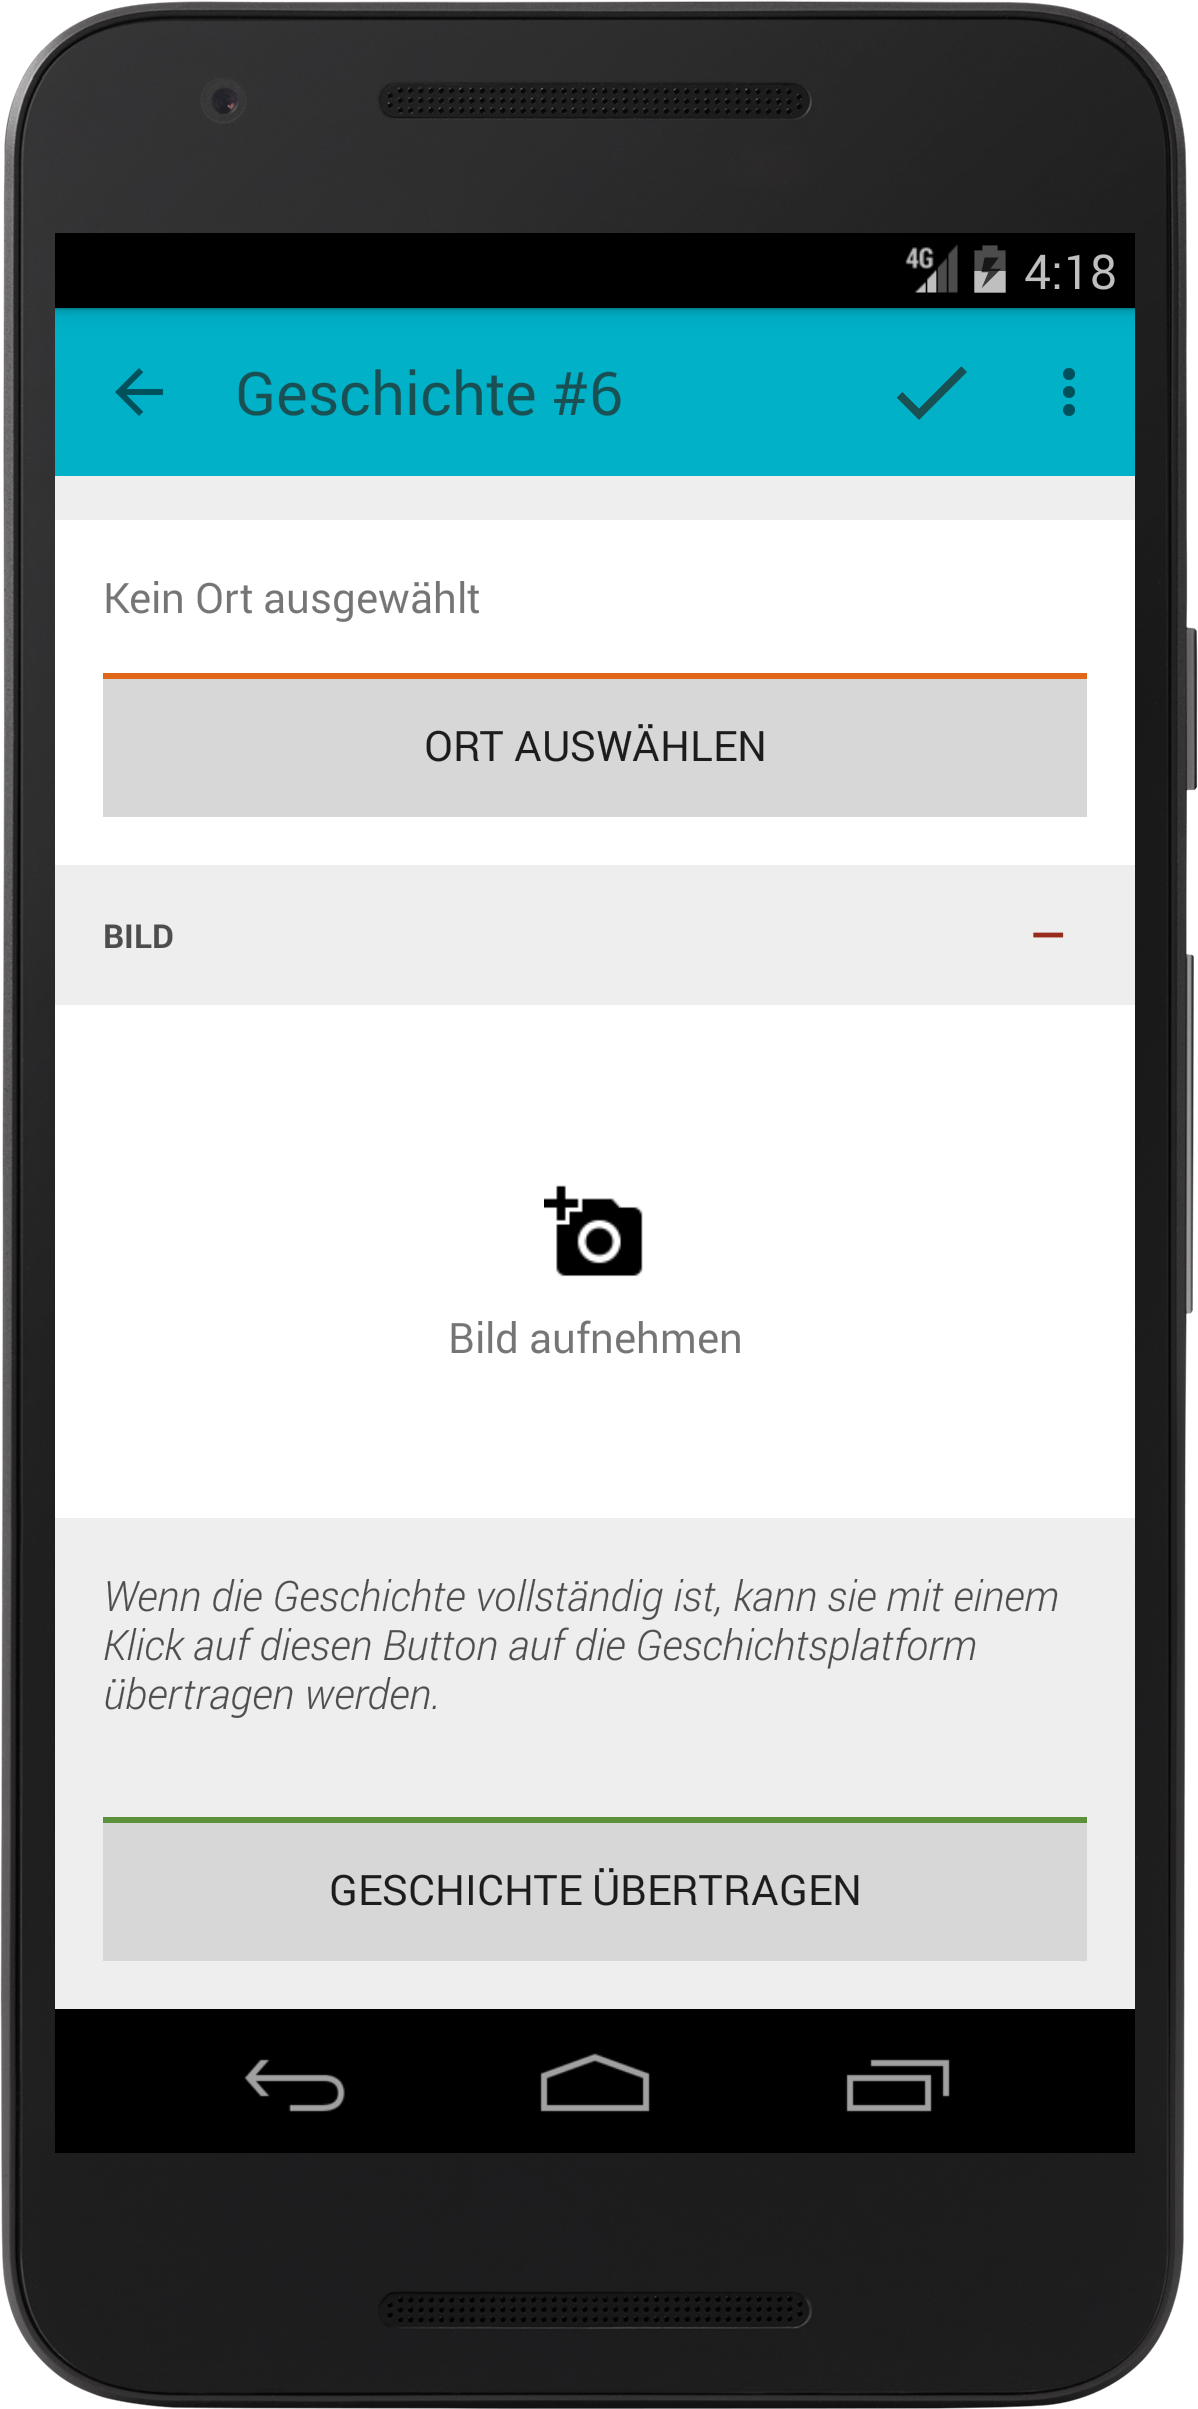 4G 4:18
Geschichte #6
Kein Ort ausgewählt
ORT AUSWÄHLEN
BILD
Bild aufnehmen
Wenn die Geschichte vollständig ist, kann sie mit einem
Klick auf diesen Button auf die Geschichtsplatform
übertragen werden.
GESCHICHTE ÜBERTRAGEN